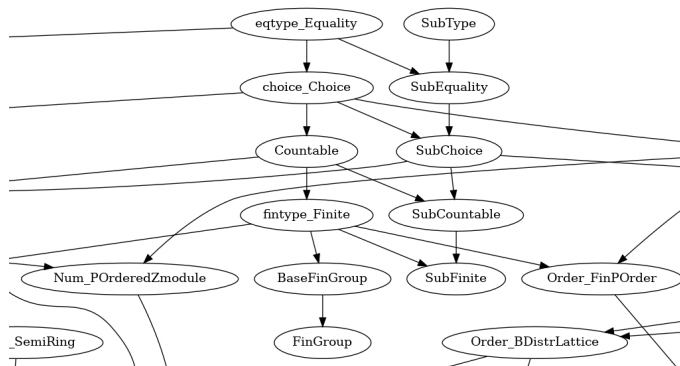 eqtype_Equality SubType
choice_Choice SubEquality
Countable SubChoice
fintype_Finite SubCountable
Num_POrderedZmodule BaseFinGroup SubFinite Order_FinPOrder
_SemiRing FinGroup Order_BDistrLattice